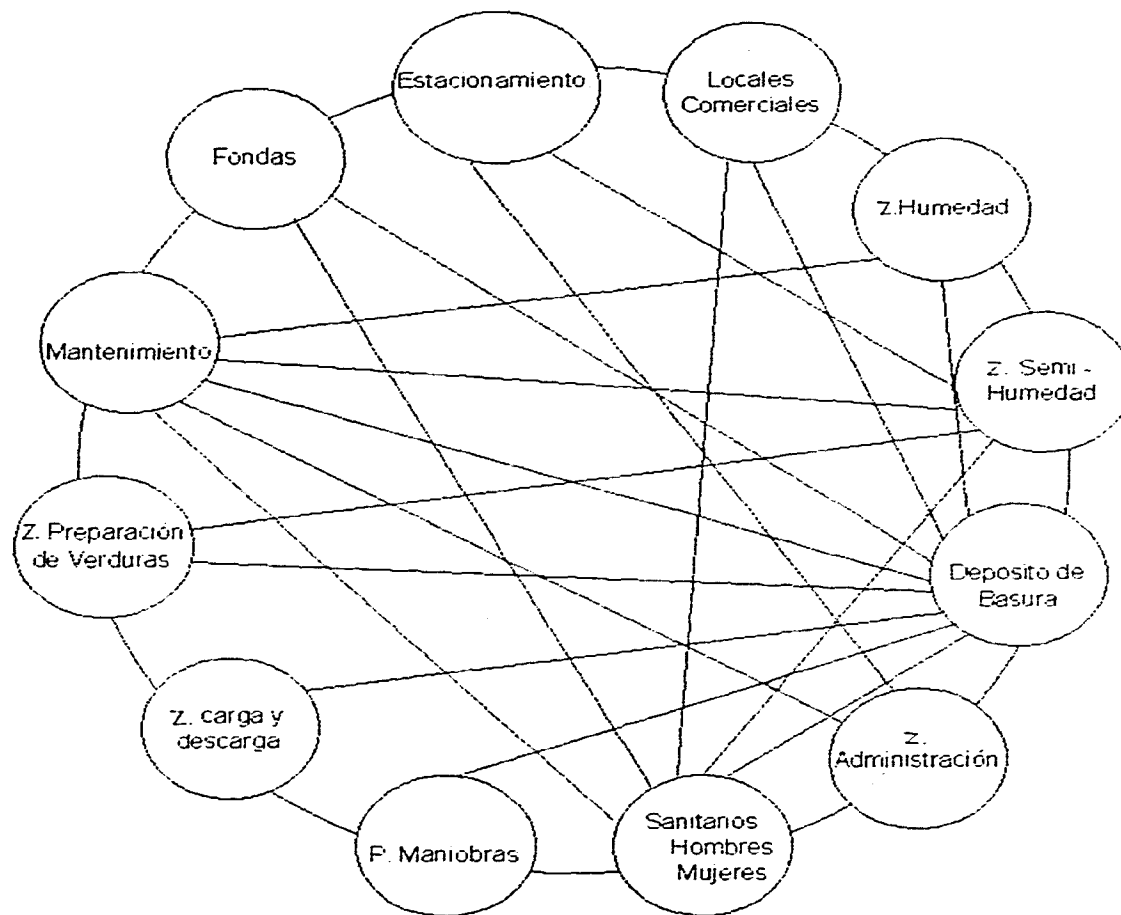 Estacionamiento
Locales
Comerciales
Fondas
Z.Humedad
Mantenimiento
Z. Semi -
Humedad
Z. Preparación
de Verduras
Deposito de
Basura
Z. carga y
descarga
Z.
Administración
P. Maniobras
Sanitarios
Hombres
Mujeres